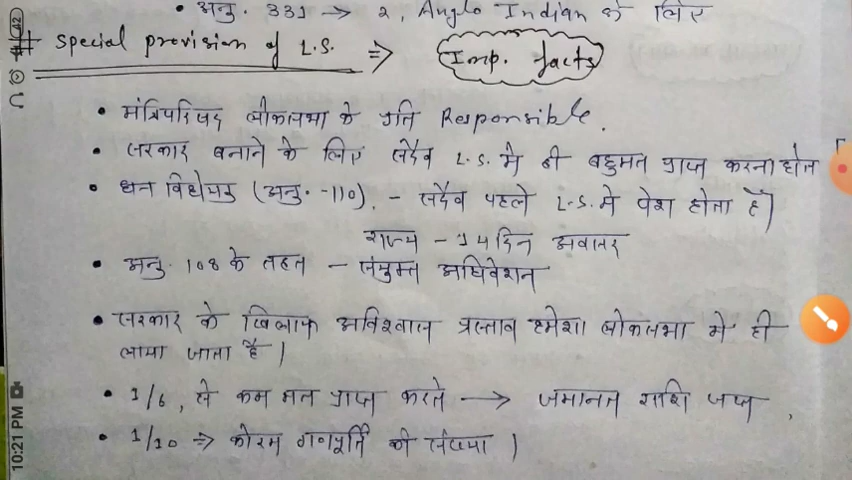 • अनु. 331 → 2, Anglo Indian के लिए
# Special provision of L.S. ⇒ Imp. facts
• मंत्रिपरिषद लोकसभा के प्रति Responsible.
• सरकार बनाने के लिए सदैव L.S. में ही बहुमत प्राप्त करना होता
• धन विधेयक (अनु. -110). - सदैव पहले L.S. में पेश होता है)
राज्य - 14 दिन अवसर
• अनु. 108 के तहत - संयुक्त अधिवेशन
• सरकार के खिलाफ अविश्वास प्रस्ताव हमेशा लोकसभा में ही
लाया जाता है।
• 1/6, से कम मत प्राप्त करते → जमानत राशि जप्त,
• 1/10 ⇒ कोरम गणपूर्ति की संख्या।
10:21 PM